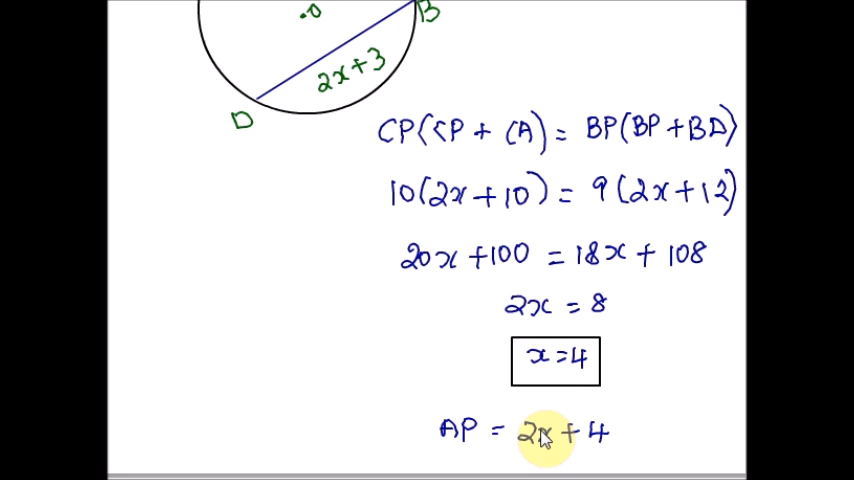 .O
B
2x+3
D
CP(CP + CA) = BP(BP + BD)
10(2x+10) = 9(2x+12)
20x +100 = 18x + 108
2x = 8
x = 4
AP = 2x + 4